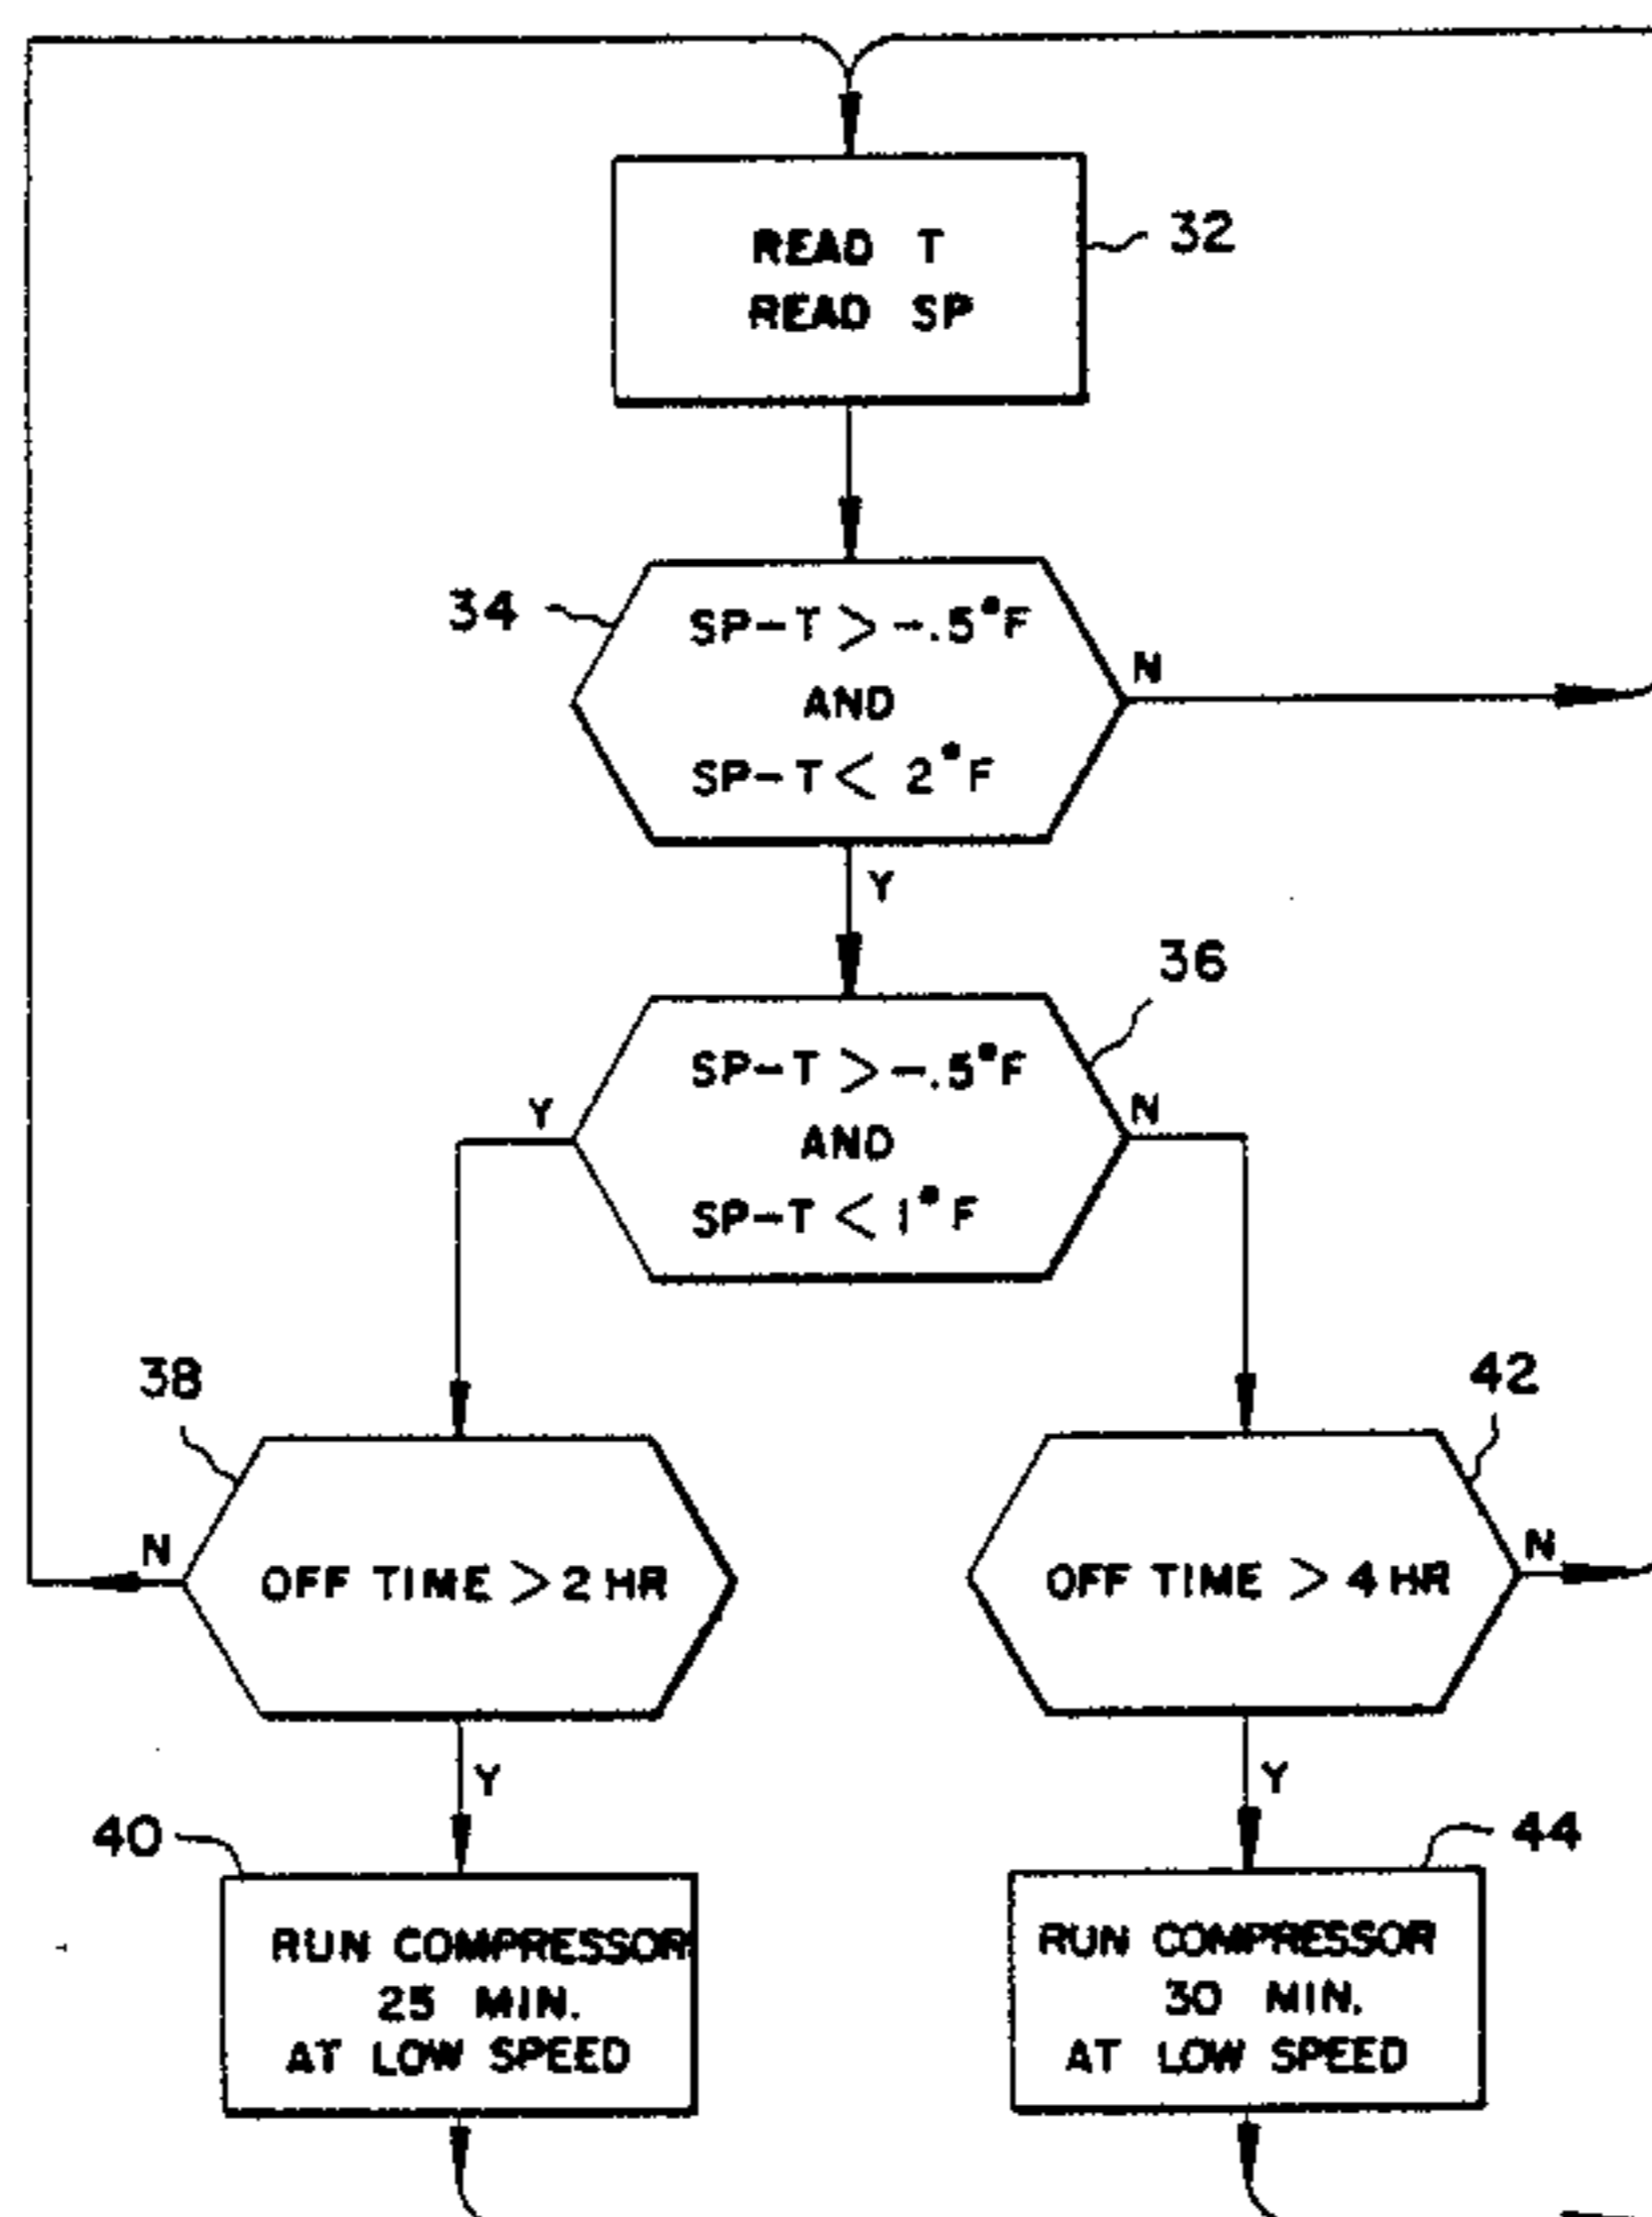 READ T
READ SP
32
34
SP-T > -.5°F
AND
SP-T < 2°F
N
Y
36
SP-T > -.5°F
AND
SP-T < 1°F
Y
N
38
42
OFF TIME > 2 HR
N
OFF TIME > 4 HR
N
Y
Y
40
44
RUN COMPRESSOR
25 MIN.
AT LOW SPEED
RUN COMPRESSOR
30 MIN.
AT LOW SPEED